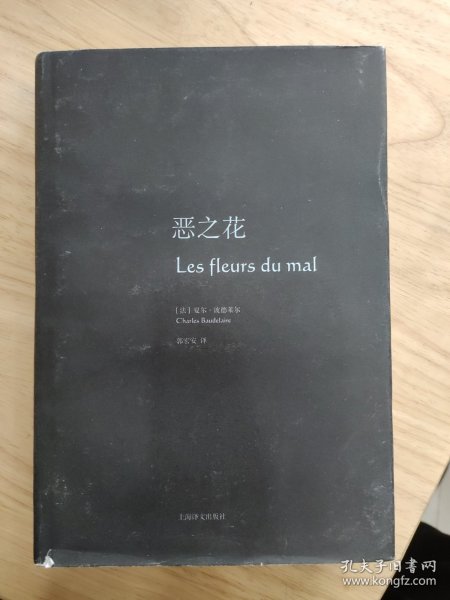 恶之花
Les fleurs du mal
[法] 夏尔·波德莱尔
Charles Baudelaire
郭宏安 译
上海译文出版社
孔夫子旧书网
www.kongfz.com